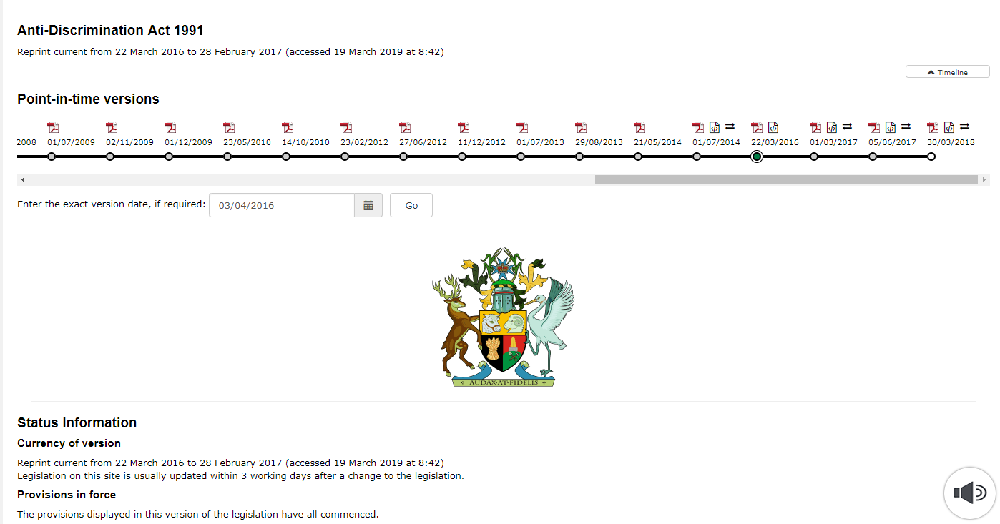 Anti-Discrimination Act 1991
Reprint current from 22 March 2016 to 28 February 2017 (accessed 19 March 2019 at 8:42)
Timeline
Point-in-time versions
2008 01/07/2009 02/11/2009 01/12/2009 23/05/2010 14/10/2010 23/02/2012 27/06/2012 11/12/2012 01/07/2013 29/08/2013 21/05/2014 01/07/2014 22/03/2016 01/03/2017 05/06/2017 30/03/2018
Enter the exact version date, if required: 03/04/2016 Go
AUDAX·AT·FIDELIS
Status Information
Currency of version
Reprint current from 22 March 2016 to 28 February 2017 (accessed 19 March 2019 at 8:42)
Legislation on this site is usually updated within 3 working days after a change to the legislation.
Provisions in force
The provisions displayed in this version of the legislation have all commenced.